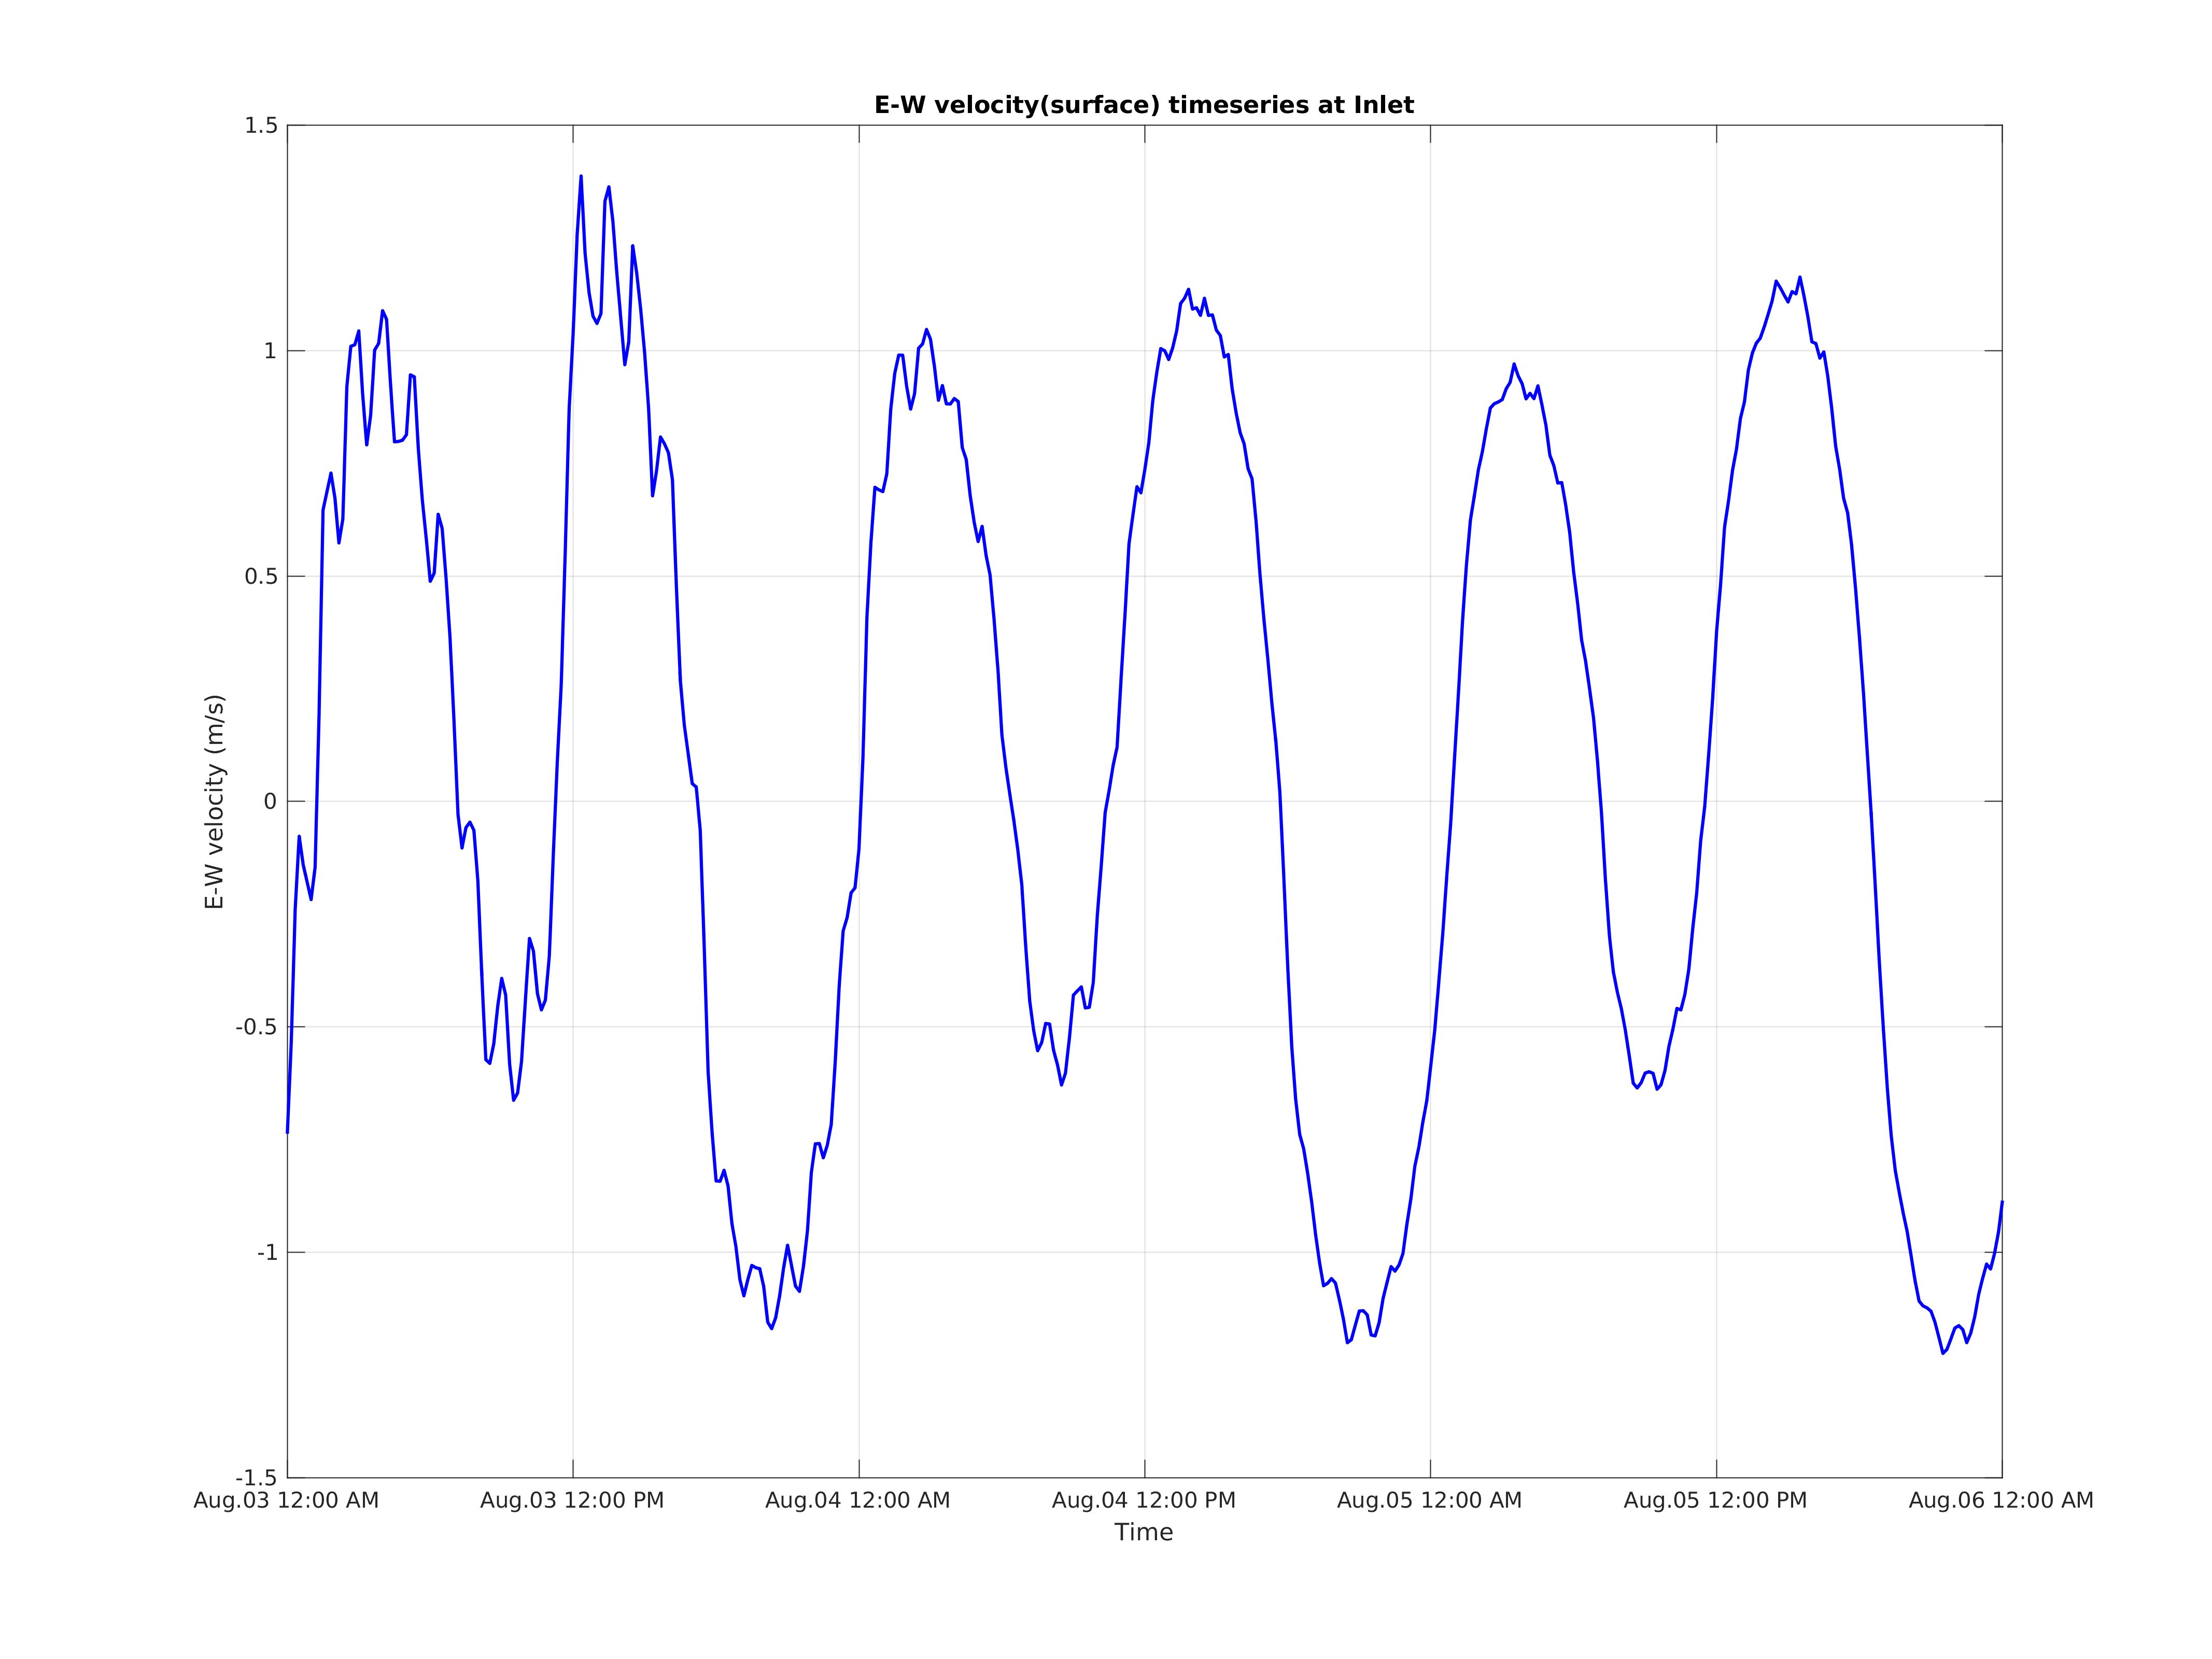 E-W velocity(surface) timeseries at Inlet
1.5
1
0.5
0
-0.5
-1
-1.5
E-W velocity (m/s)
Aug.03 12:00 AM Aug.03 12:00 PM Aug.04 12:00 AM Aug.04 12:00 PM Aug.05 12:00 AM Aug.05 12:00 PM Aug.06 12:00 AM
Time